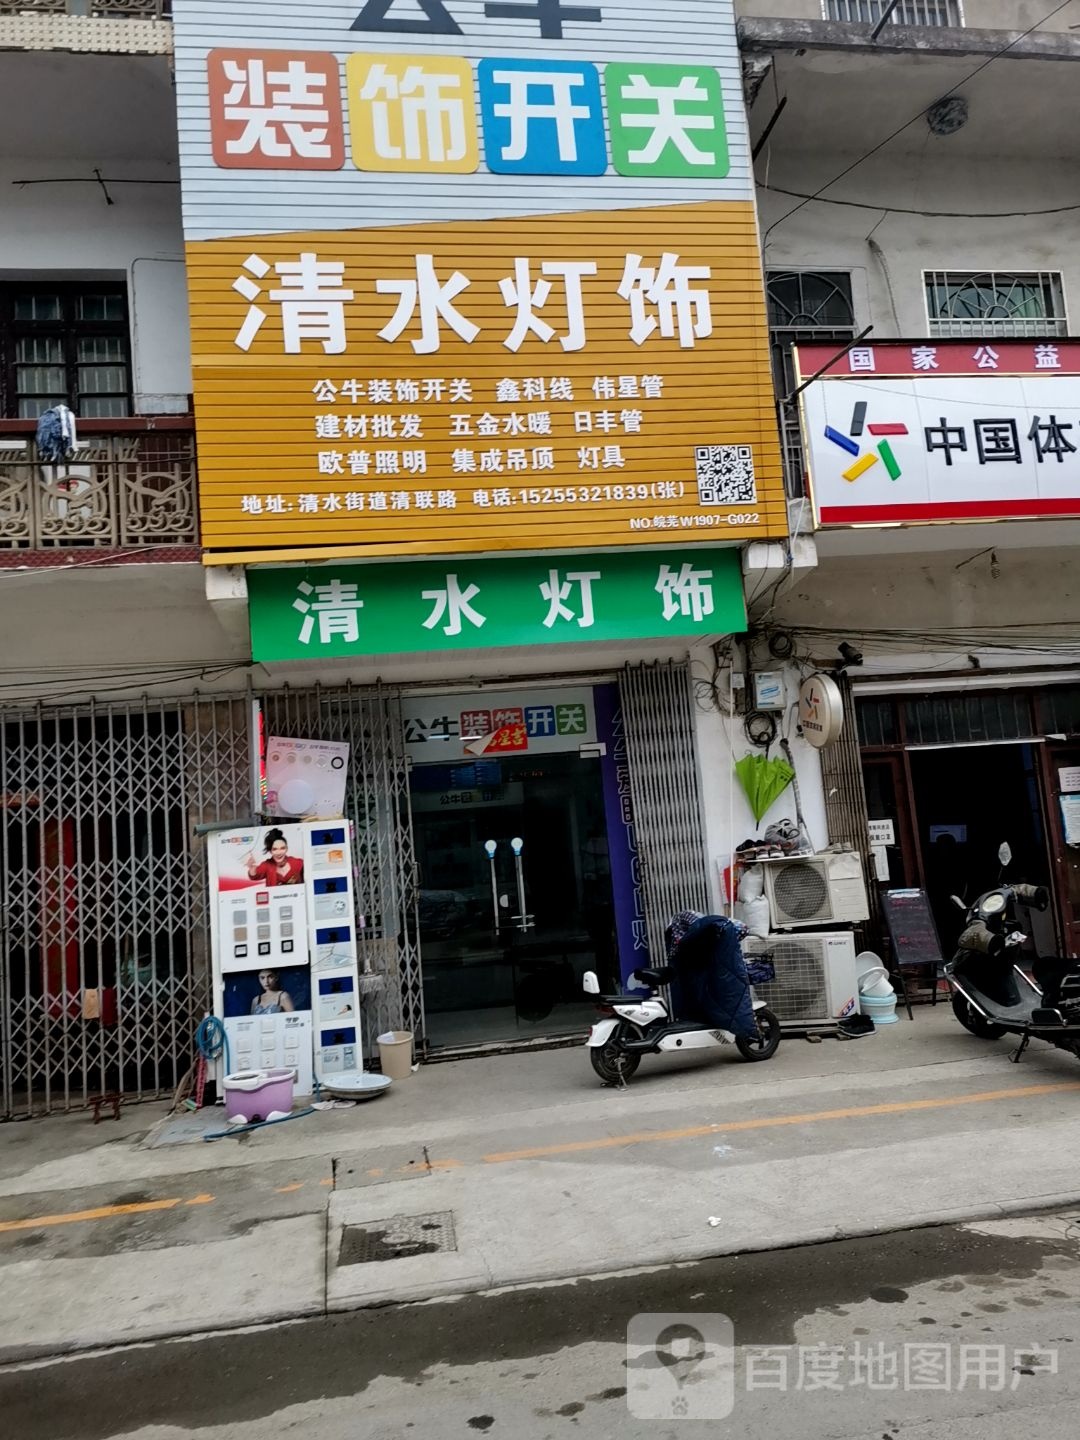 公牛
装饰开关
清水灯饰
公牛装饰开关 鑫科线 伟星管
建材批发 五金水暖 日丰管
欧普照明 集成吊顶 灯具
地址:清水街道清联路 电话:15255321839(张)
NO.皖芜W1907-G022
国家公益
中国体
清水灯饰
公牛装饰开关
百度地图用户